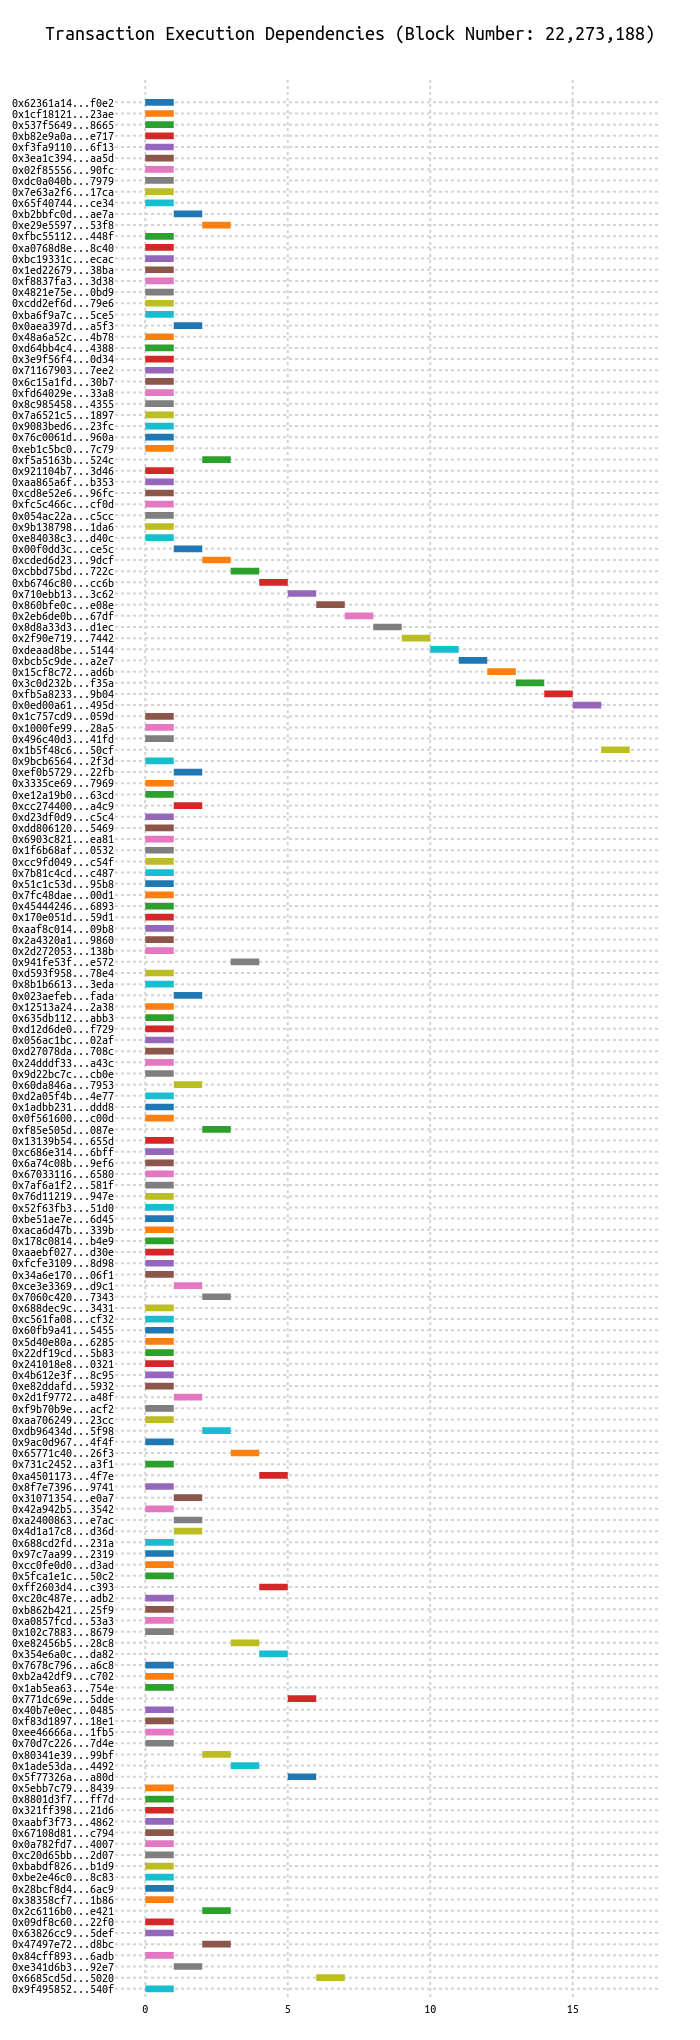 Transaction Execution Dependencies (Block Number: 22,273,188)
0x62361a14...f0e2
0x1cf18121...23ae
0x537f5649...8665
0xb82e9a0a...e717
0xf3fa9110...6f13
0x3ea1c394...aa5d
0x02f85556...90fc
0xdc0a040b...7979
0x7e63a2f6...17ca
0x65f40744...ce34
0xb2bbfc0d...ae7a
0xe29e5597...53f8
0xfbc55112...448f
0xa0768d8e...8c40
0xbc19331c...ecac
0x1ed22679...38ba
0xf8837fa3...3d38
0x4821e75e...0bd9
0xcdd2ef6d...79e6
0xba6f9a7c...5ce5
0x0aea397d...a5f3
0x48a6a52c...4b78
0xd64bb4c4...4388
0x3e9f56f4...0d34
0x71167903...7ee2
0x6c15a1fd...30b7
0xfd64029e...33a8
0x8c985458...4355
0x7a6521c5...1897
0x9083bed6...23fc
0x76c0061d...960a
0xeb1c5bc0...7c79
0xf5a5163b...524c
0x921104b7...3d46
0xaa865a6f...b353
0xcd8e52e6...96fc
0xfc5c466c...cf0d
0x054ac22a...c5cc
0x9b138798...1da6
0xe84038c3...d40c
0x00f0dd3c...ce5c
0xcded6d23...9dcf
0xcbbd75bd...722c
0xb6746c80...cc6b
0x710ebb13...3c62
0x860bfe0c...e08e
0x2eb6de0b...67df
0x8d8a33d3...d1ec
0x2f90e719...7442
0xdeaad8be...5144
0xbcb5c9de...a2e7
0x15cf8c72...ad6b
0x3c0d232b...f35a
0xfb5a8233...9b04
0x0ed00a61...495d
0x1c757cd9...059d
0x1000fe99...28a5
0x496c40d3...41fd
0x1b5f48c6...50cf
0x9bcb6564...2f3d
0xef0b5729...22fb
0x3335ce69...7969
0xe12a19b0...63cd
0xcc274400...a4c9
0xd23df0d9...c5c4
0xdd806120...5469
0x6903c821...ea81
0x1f6b68af...0532
0xcc9fd049...c54f
0x7b81c4cd...c487
0x51c1c53d...95b8
0x7fc48dae...00d1
0x45444246...6893
0x170e051d...59d1
0xaaf8c014...09b8
0x2a4320a1...9860
0x2d272053...138b
0x941fe53f...e572
0xd593f958...78e4
0x8b1b6613...3eda
0x023aefeb...fada
0x12513a24...2a38
0x635db112...abb3
0xd12d6de0...f729
0x056ac1bc...02af
0xd27078da...708c
0x24dddf33...a43c
0x9d22bc7c...cb0e
0x60da846a...7953
0xd2a05f4b...4e77
0x1adbb231...ddd8
0x0f561600...c00d
0xf85e505d...087e
0x13139b54...655d
0xc686e314...6bff
0x6a74c08b...9ef6
0x67033116...6580
0x7af6a1f2...581f
0x76d11219...947e
0x52f63fb3...51d0
0xbe51ae7e...6d45
0xaca6d47b...339b
0x178c0814...b4e9
0xaaebf027...d30e
0xfcfe3109...8d98
0x34a6e170...06f1
0xce3e3369...d9c1
0x7060c420...7343
0x688dec9c...3431
0xc561fa08...cf32
0x60fb9a41...5455
0x5d40e80a...6285
0x22df19cd...5b83
0x241018e8...0321
0x4b612e3f...8c95
0xe82ddafd...5932
0x2d1f9772...a48f
0xf9b70b9e...acf2
0xaa706249...23cc
0xdb96434d...5f98
0x9ac0d967...4f4f
0x65771c40...26f3
0x731c2452...a3f1
0xa4501173...4f7e
0x8f7e7396...9741
0x31071354...e0a7
0x42a942b5...3542
0xa2400863...e7ac
0x4d1a17c8...d36d
0x688cd2fd...231a
0x97c7aa99...2319
0xcc0fe0d0...d3ad
0x5fca1e1c...50c2
0xff2603d4...c393
0xc20c487e...adb2
0xb862b421...25f9
0xa0857fcd...53a3
0x102c7883...8679
0xe82456b5...28c8
0x354e6a0c...da82
0x7678c796...a6c8
0xb2a42df9...c702
0x1ab5ea63...754e
0x771dc69e...5dde
0x40b7e0ec...0485
0xf83d1897...18e1
0xee46666a...1fb5
0x70d7c226...7d4e
0x80341e39...99bf
0x1ade53da...4492
0x5f77326a...a80d
0x5ebb7c79...8439
0x8801d3f7...ff7d
0x321ff398...21d6
0xaabf3f73...4862
0x67108d81...c794
0x0a782fd7...4007
0xc20d65bb...2d07
0xbabdf826...b1d9
0xbe2e46c0...8c83
0x28bcf8d4...6ac9
0x38358cf7...1b86
0x2c6116b0...e421
0x09df8c60...22f0
0x63826cc9...5def
0x47497e72...d8bc
0x84cff893...6adb
0xe341d6b3...92e7
0x6685cd5d...5020
0x9f495852...540f
0 5 10 15